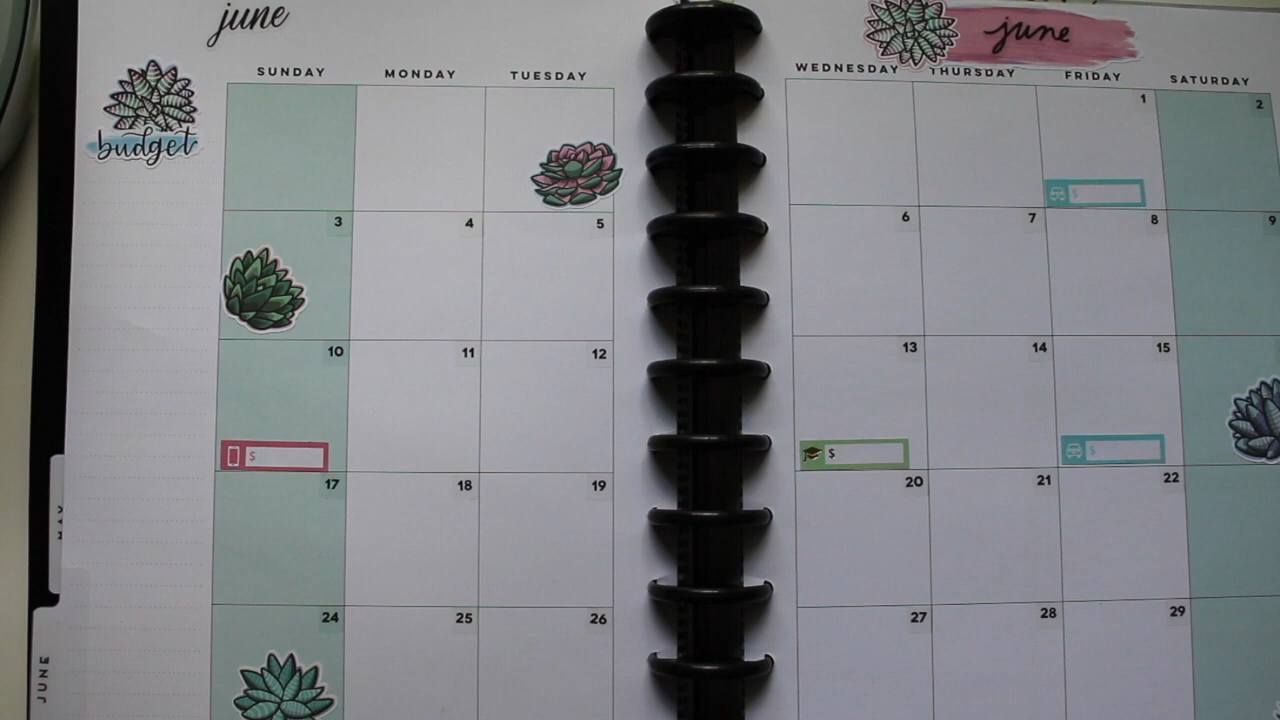 june
june
SUNDAY MONDAY TUESDAY WEDNESDAY THURSDAY FRIDAY SATURDAY
budget
1 2
3 4 5 6 7 8 9
10 11 12 13 14 15
$ $ $ $
17 18 19 20 21 22
24 25 26 27 28 29
JUNE